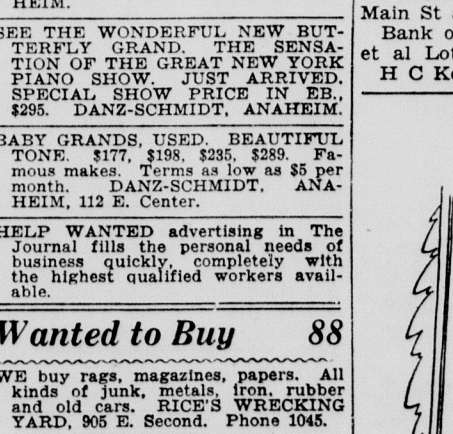 HEIM.
SEE THE WONDERFUL NEW BUT-
TERFLY GRAND. THE SENSA-
TION OF THE GREAT NEW YORK
PIANO SHOW. JUST ARRIVED.
SPECIAL SHOW PRICE IN EB.,
$295. DANZ-SCHMIDT, ANAHEIM.
BABY GRANDS, USED. BEAUTIFUL
TONE. $177, $198, $235, $289. Fa-
mous makes. Terms as low as $5 per
month. DANZ-SCHMIDT, ANA-
HEIM, 112 E. Center.
HELP WANTED advertising in The
Journal fills the personal needs of
business quickly, completely with
the highest qualified workers avail-
able.
Wanted to Buy 88
WE buy rags, magazines, papers. All
kinds of junk, metals, iron, rubber
and old cars. RICE'S WRECKING
YARD, 905 E. Second. Phone 1045.
Main St
Bank
et al
H C